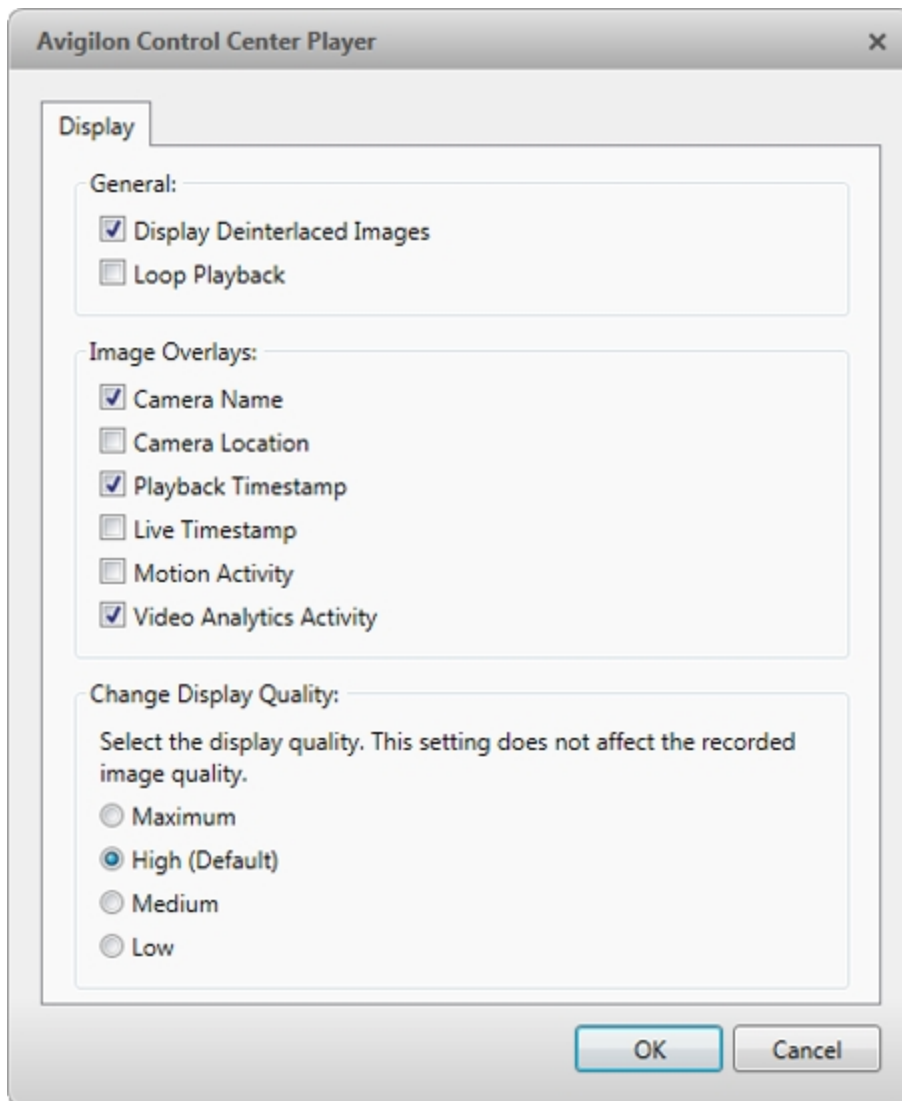 Avigilon Control Center Player
Display
General:
Display Deinterlaced Images
Loop Playback
Image Overlays:
Camera Name
Camera Location
Playback Timestamp
Live Timestamp
Motion Activity
Video Analytics Activity
Change Display Quality:
Select the display quality. This setting does not affect the recorded
image quality.
Maximum
High (Default)
Medium
Low
OK Cancel